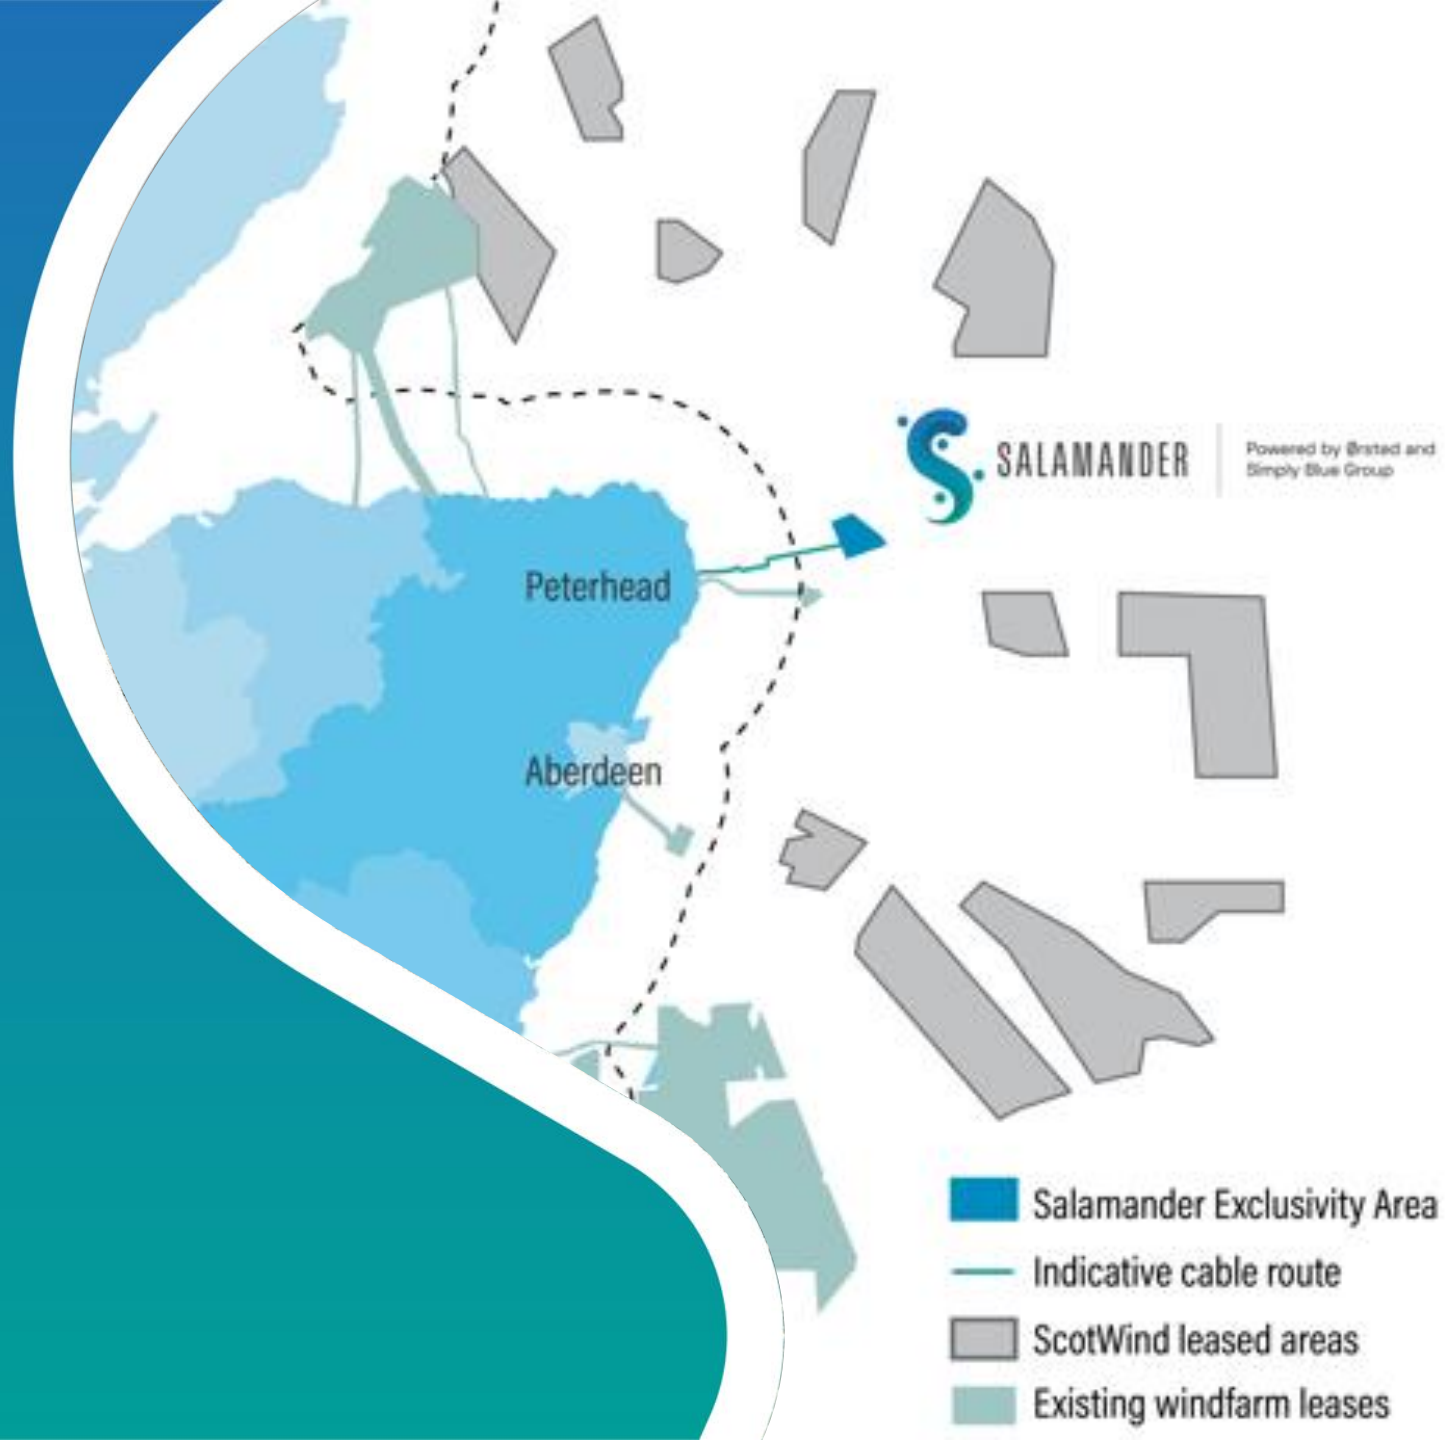 SALAMANDER
Powered by Ørsted and
Simply Blue Group
Peterhead
Aberdeen
Salamander Exclusivity Area
Indicative cable route
ScotWind leased areas
Existing windfarm leases